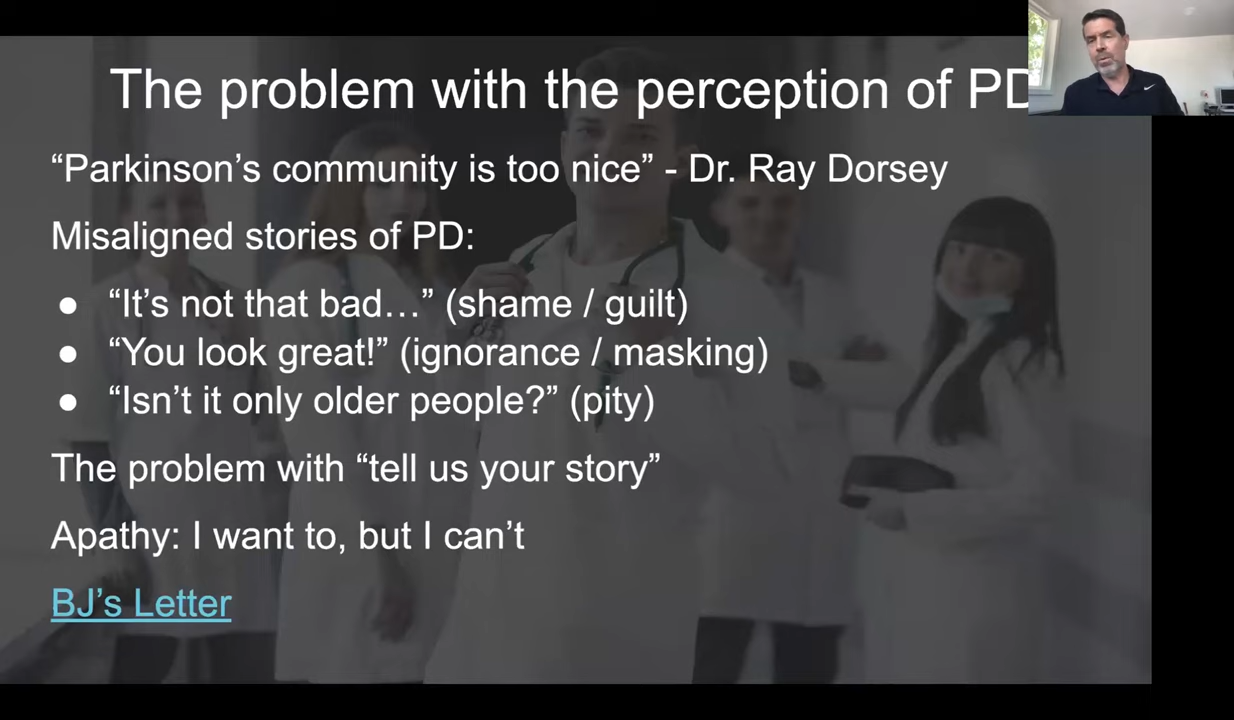 The problem with the perception of PD
“Parkinson’s community is too nice” - Dr. Ray Dorsey
Misaligned stories of PD:
● “It’s not that bad…” (shame / guilt)
● “You look great!” (ignorance / masking)
● “Isn’t it only older people?” (pity)
The problem with “tell us your story”
Apathy: I want to, but I can’t
BJ’s Letter